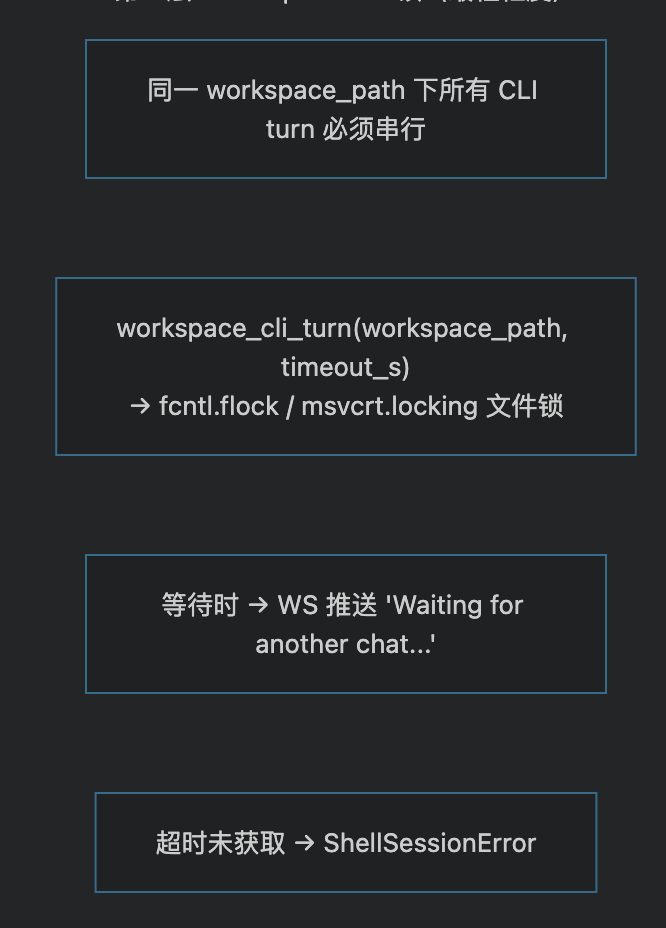 同一 workspace_path 下所有 CLI
turn 必须串行
workspace_cli_turn(workspace_path,
timeout_s)
→ fcntl.flock / msvcrt.locking 文件锁
等待时 → WS 推送 'Waiting for
another chat...'
超时未获取 → ShellSessionError